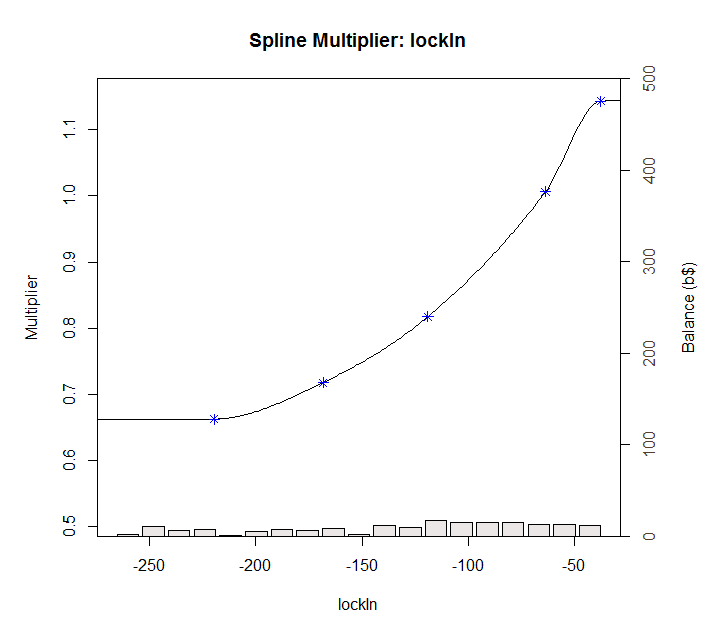 Spline Multiplier: lockIn
Multiplier
0.5 0.6 0.7 0.8 0.9 1.0 1.1
0 100 200 300 400 500
Balance (b$)
-250 -200 -150 -100 -50
lockIn